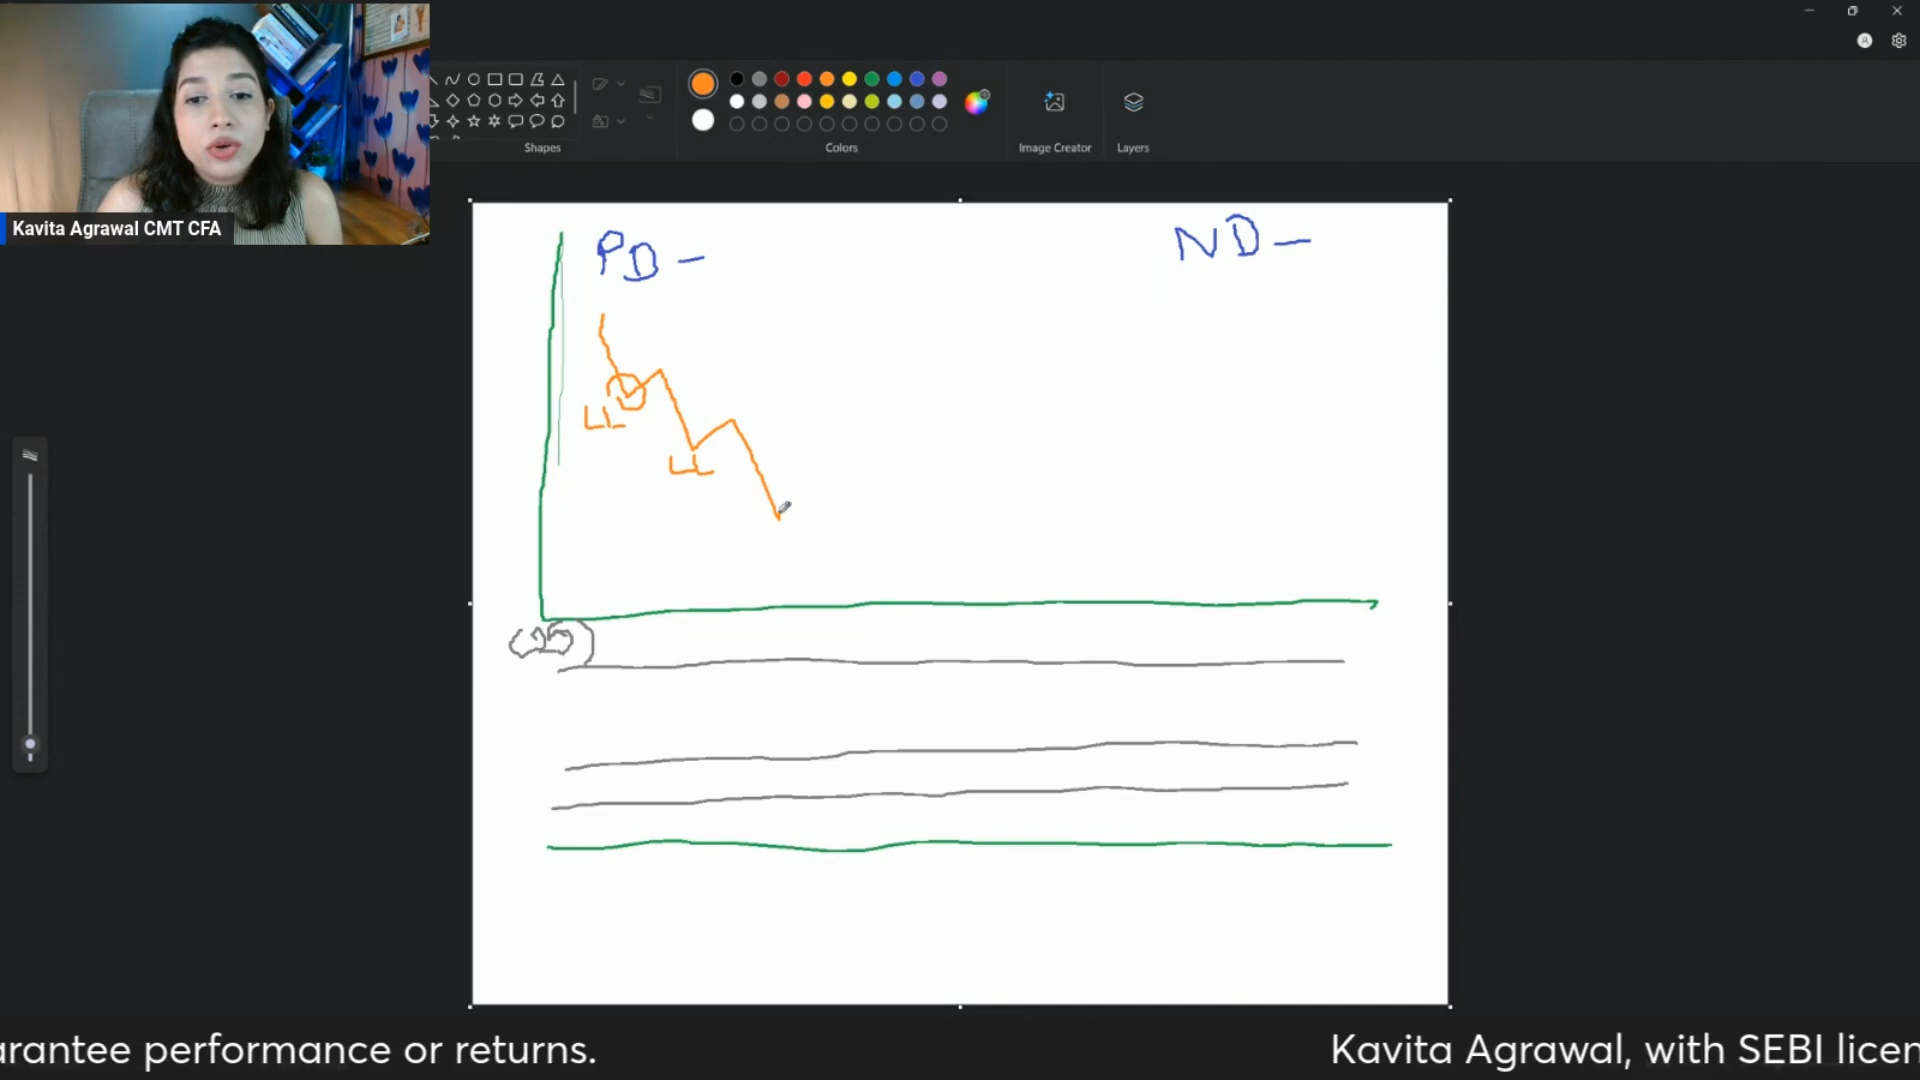 Shapes
Colors
Image Creator
Layers
Kavita Agrawal CMT CFA
PD -
ND -
LL
LL
arantee performance or returns.
Kavita Agrawal, with SEBI licen